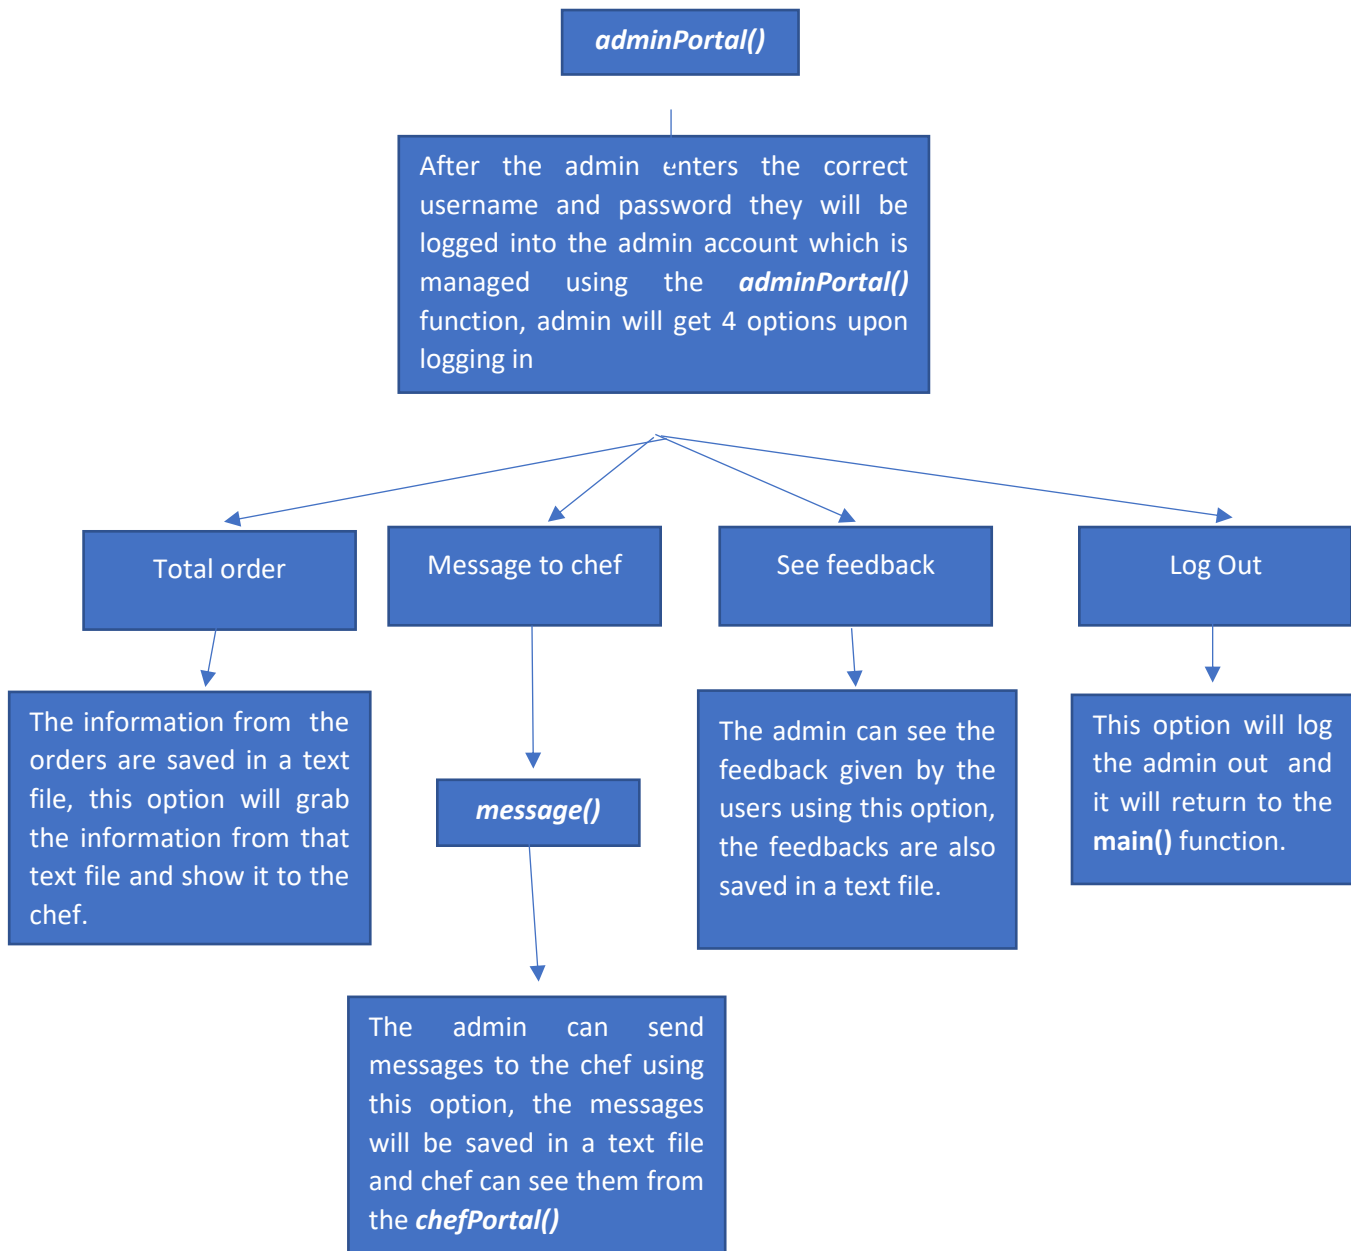 adminPortal()
After the admin enters the correct
username and password they will be
logged into the admin account which is
managed using the adminPortal()
function, admin will get 4 options upon
logging in
Total order
Message to chef
See feedback
Log Out
The information from the
orders are saved in a text
file, this option will grab
the information from that
text file and show it to the
chef.
message()
The admin can see the
feedback given by the
users using this option,
the feedbacks are also
saved in a text file.
This option will log
the admin out and
it will return to the
main() function.
The admin can send
messages to the chef using
this option, the messages
will be saved in a text file
and chef can see them from
the chefPortal()